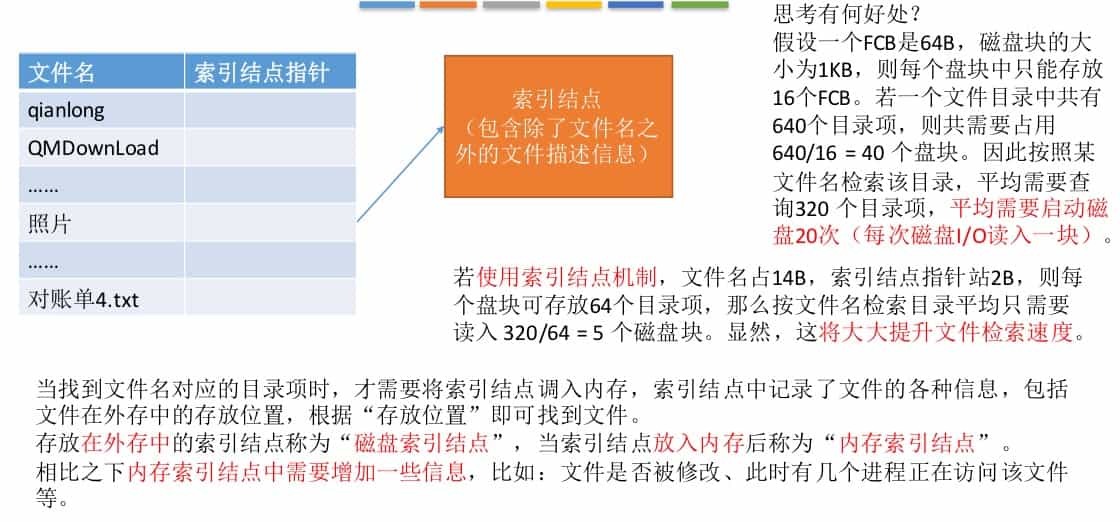 思考有何好处？
假设一个FCB是64B，磁盘块的大
小为1KB，则每个盘块中只能存放
16个FCB。若一个文件目录中共有
640个目录项，则共需要占用
640/16 = 40 个盘块。因此按照某
文件名检索该目录，平均需要查
询320 个目录项，平均需要启动磁
盘20次（每次磁盘I/O读入一块）。
文件名 索引结点指针
qianlong
QMDownLoad
……
照片
……
对账单4.txt
索引结点
（包含除了文件名之
外的文件描述信息）
若使用索引结点机制，文件名占14B，索引结点指针站2B，则每
个盘块可存放64个目录项，那么按文件名检索目录平均只需要
读入 320/64 = 5 个磁盘块。显然，这将大大提升文件检索速度。
当找到文件名对应的目录项时，才需要将索引结点调入内存，索引结点中记录了文件的各种信息，包括
文件在外存中的存放位置，根据“存放位置”即可找到文件。
存放在外存中的索引结点称为“磁盘索引结点”，当索引结点放入内存后称为“内存索引结点”。
相比之下内存索引结点中需要增加一些信息，比如：文件是否被修改、此时有几个进程正在访问该文件
等。